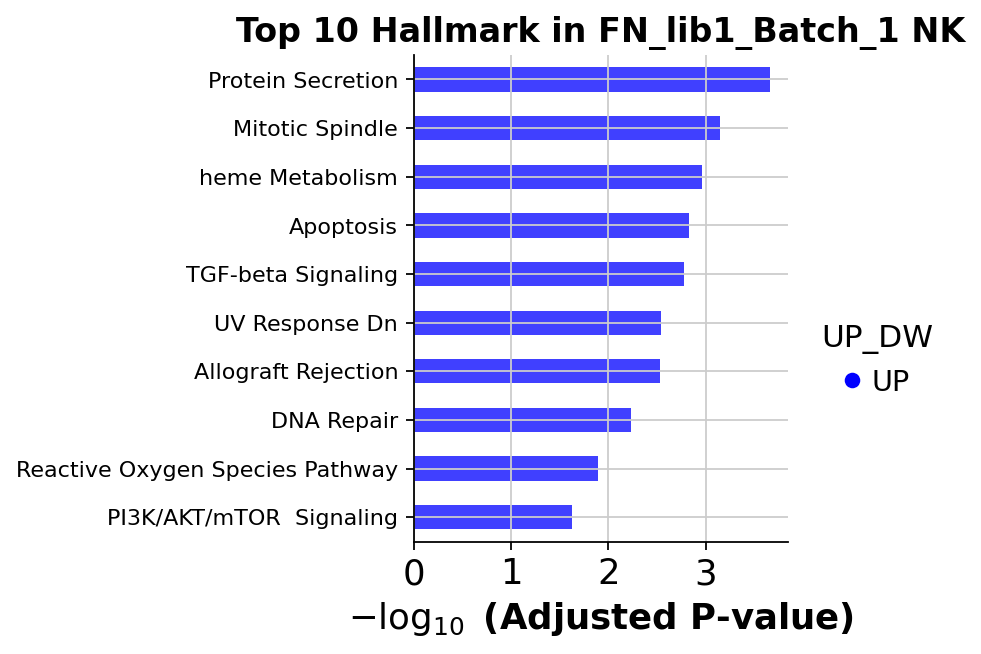 Top 10 Hallmark in FN_lib1_Batch_1 NK
Protein Secretion
Mitotic Spindle
heme Metabolism
Apoptosis
TGF-beta Signaling
UV Response Dn
Allograft Rejection
DNA Repair
Reactive Oxygen Species Pathway
PI3K/AKT/mTOR  Signaling
0 1 2 3
−log₁₀ (Adjusted P-value)
UP_DW
UP